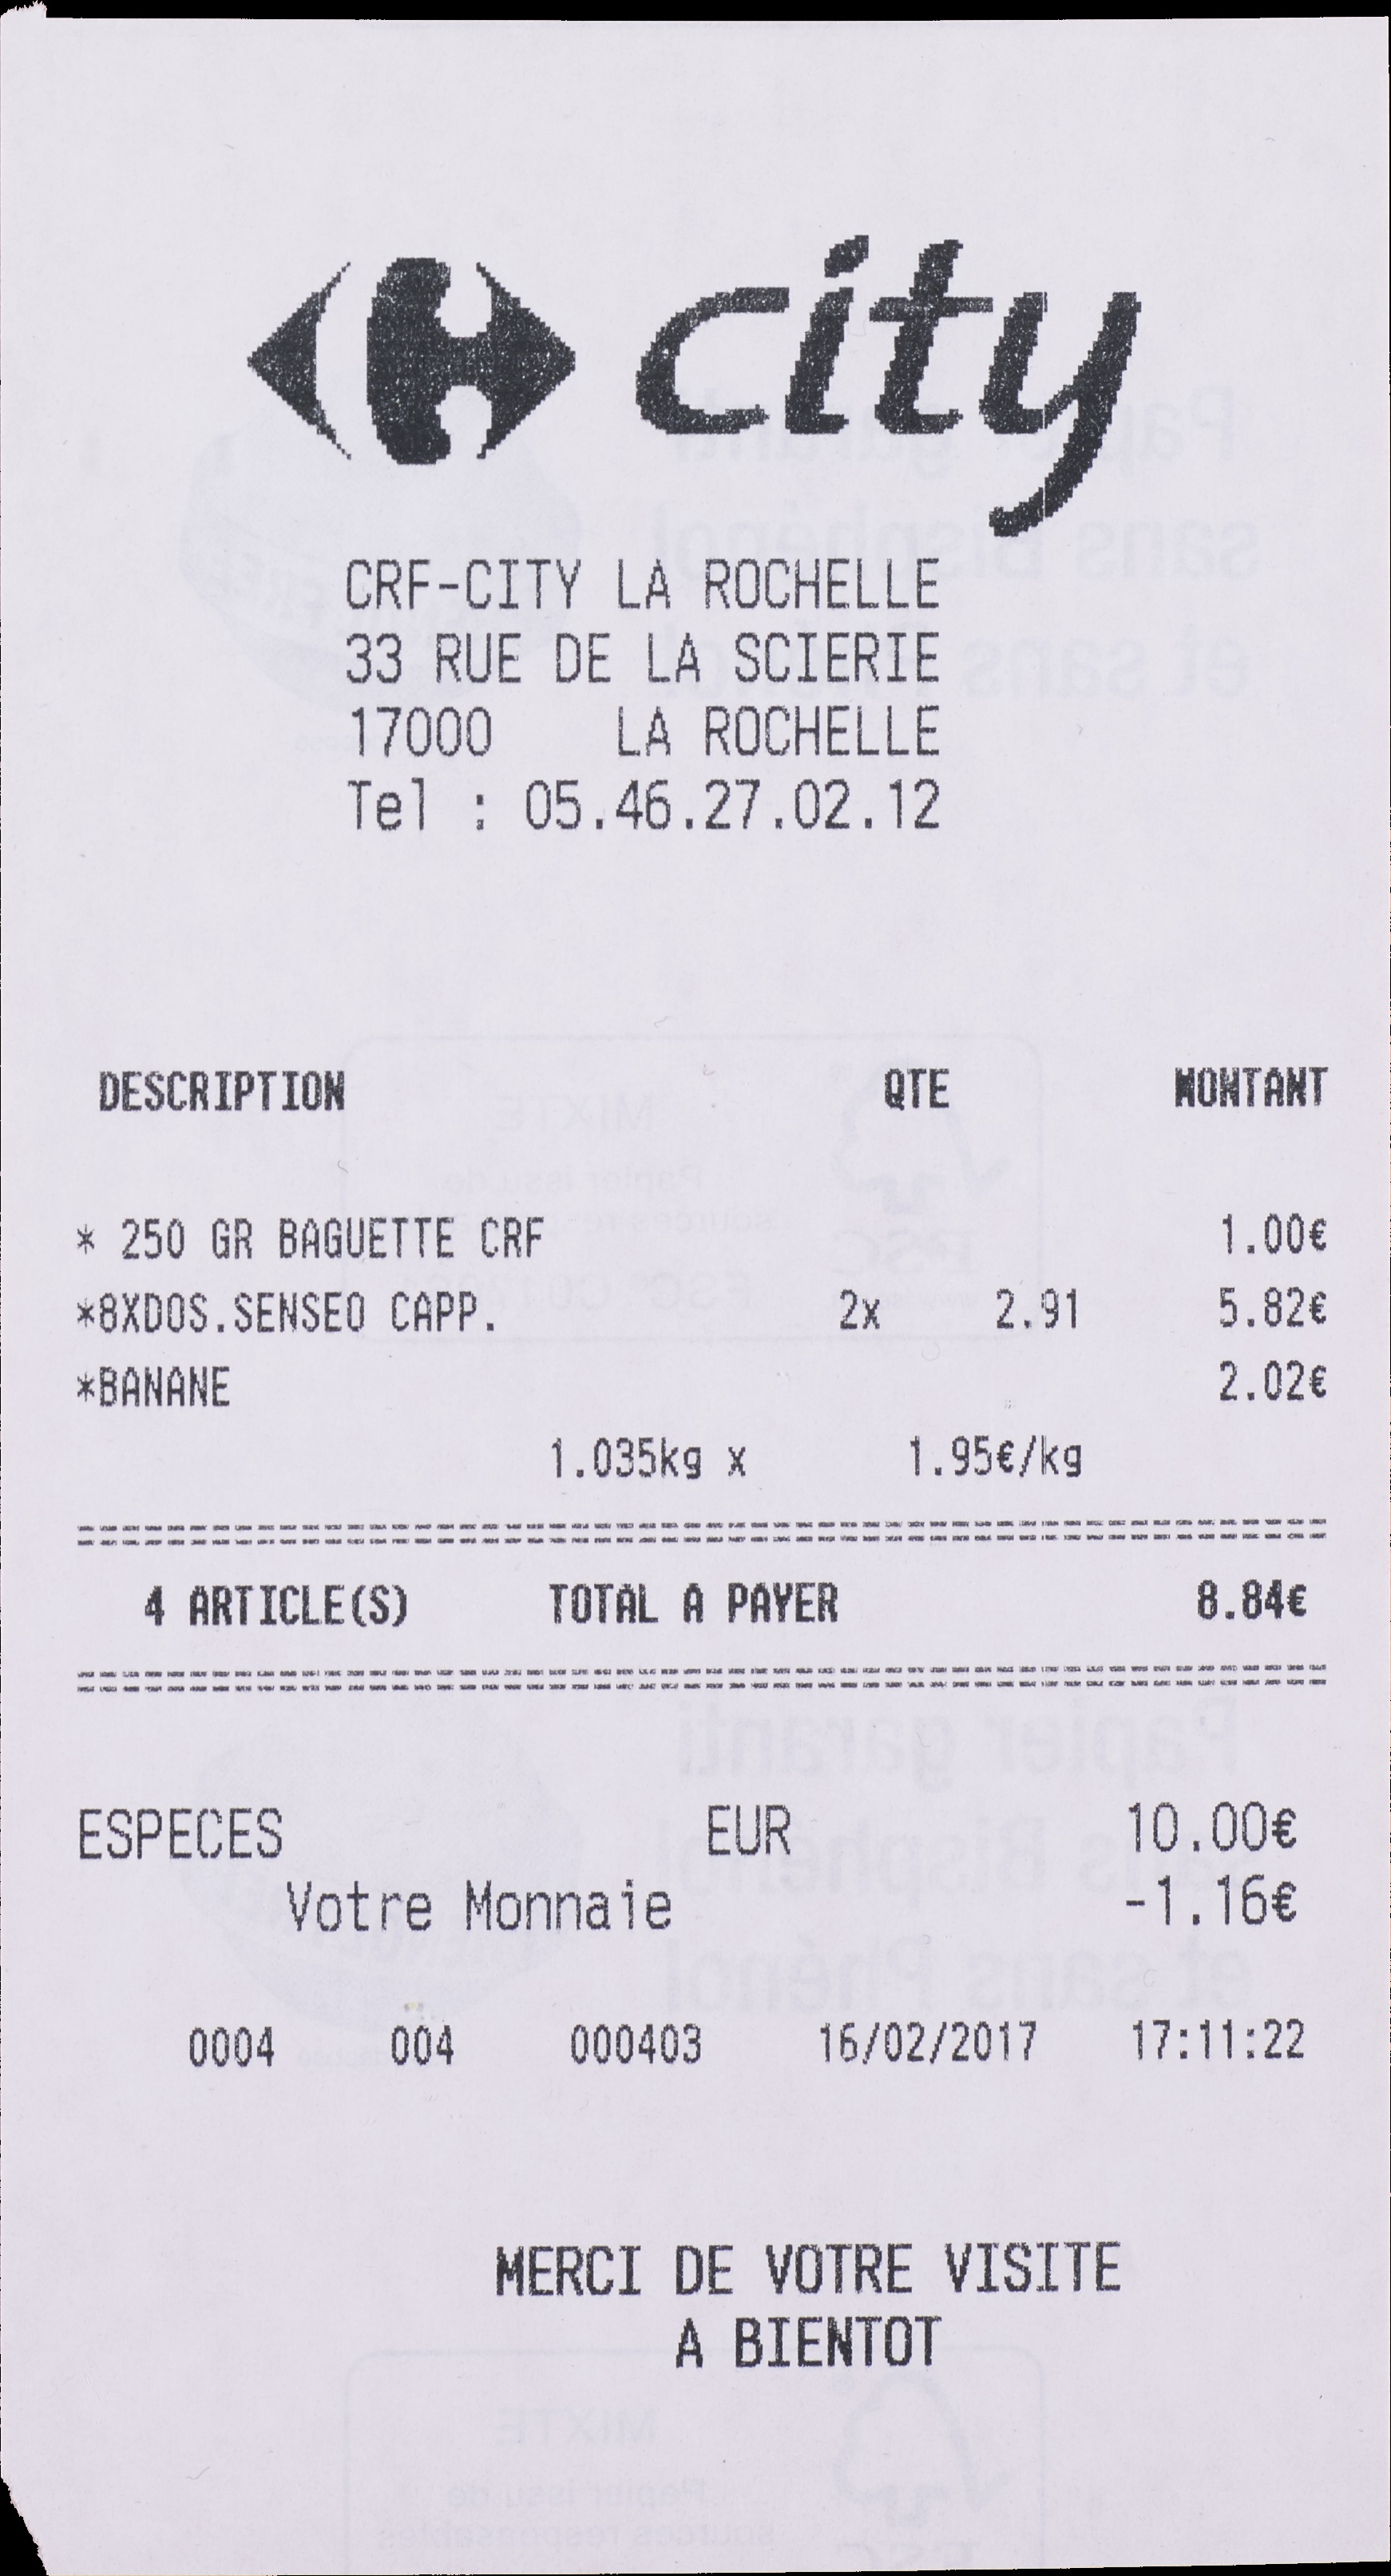 city
CRF-CITY LA ROCHELLE
33 RUE DE LA SCIERIE
17000 LA ROCHELLE
Tel : 05.46.27.02.12
DESCRIPTION QTE MONTANT
* 250 GR BAGUETTE CRF 1.00€
*8XDOS.SENSEO CAPP. 2x 2.91 5.82€
*BANANE 2.02€
1.035kg x 1.95€/kg
4 ARTICLE(S) TOTAL A PAYER 8.84€
ESPECES EUR 10.00€
Votre Monnaie -1.16€
0004 004 000403 16/02/2017 17:11:22
MERCI DE VOTRE VISITE
A BIENTOT